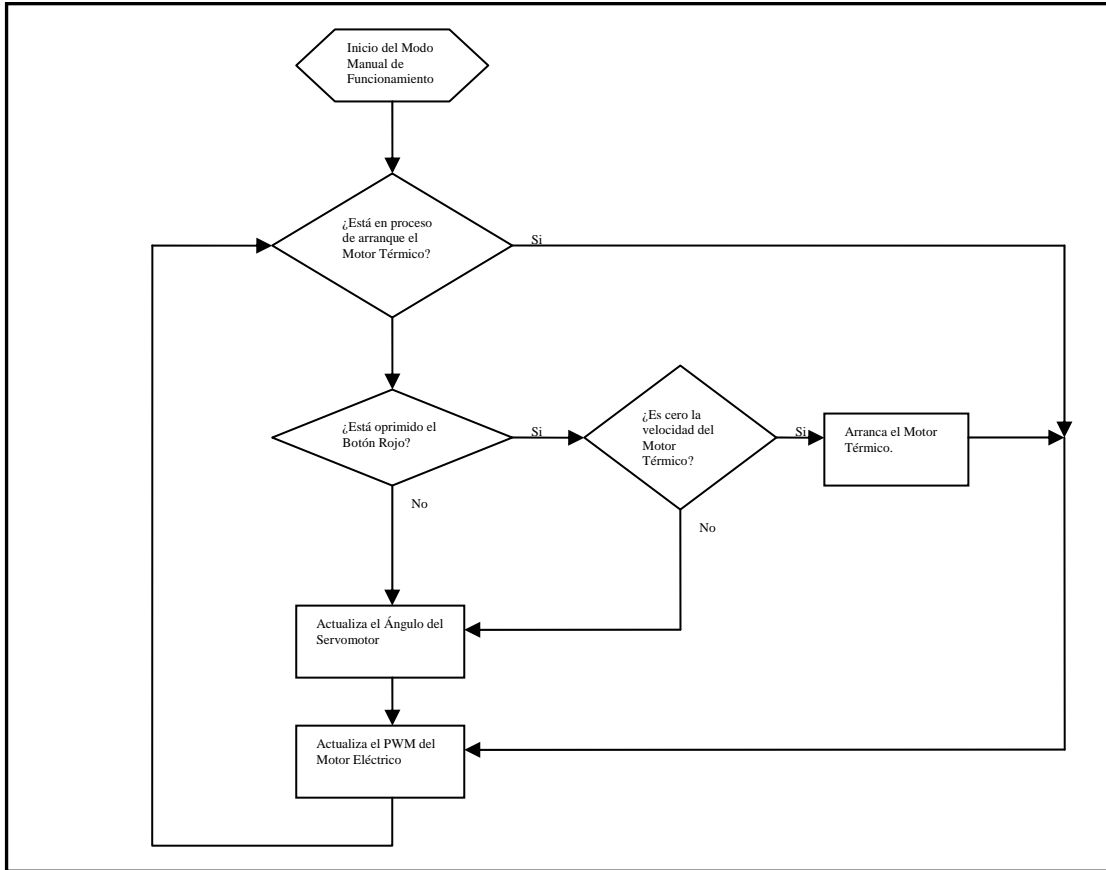 Inicio del Modo
Manual de
Funcionamiento
¿Está en proceso
de arranque el
Motor Térmico?
Si
¿Está oprimido el
Botón Rojo?
Si
¿Es cero la
velocidad del
Motor
Térmico?
Si
Arranca el Motor
Térmico.
No
No
Actualiza el Ángulo del
Servomotor
Actualiza el PWM del
Motor Eléctrico